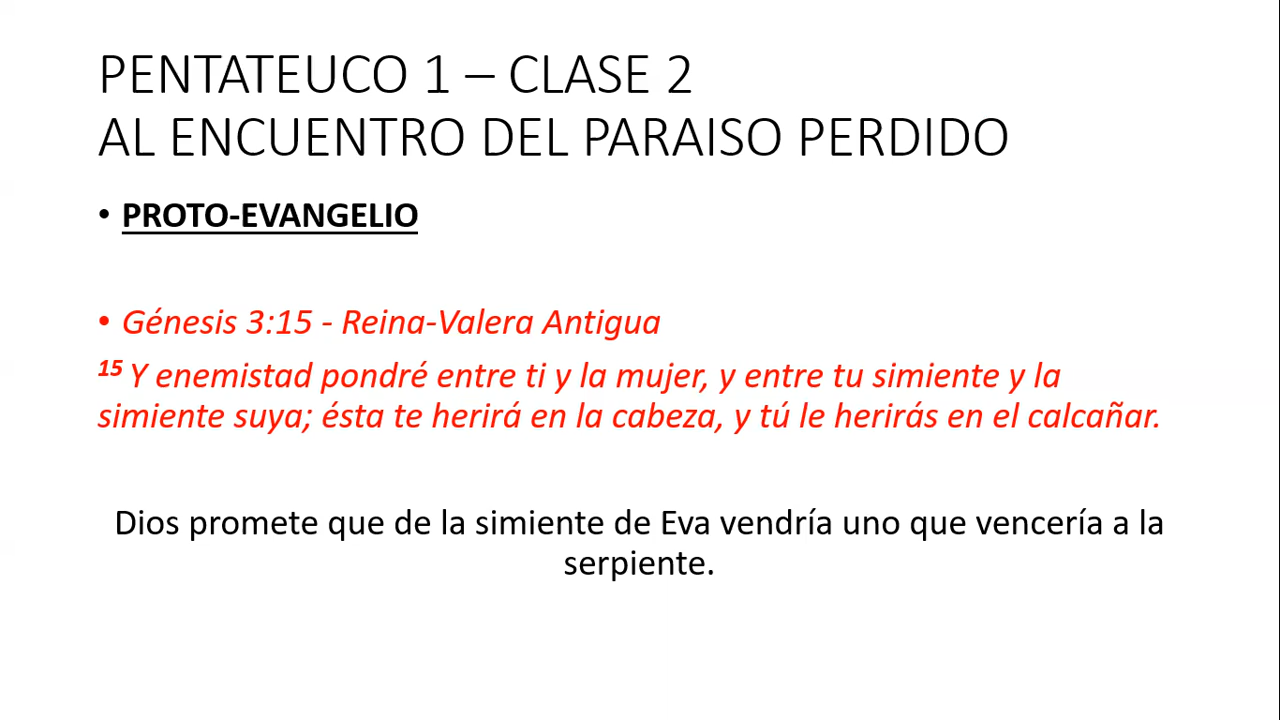 PENTATEUCO 1 – CLASE 2
AL ENCUENTRO DEL PARAISO PERDIDO
• PROTO-EVANGELIO
• Génesis 3:15 - Reina-Valera Antigua
15 Y enemistad pondré entre ti y la mujer, y entre tu simiente y la
simiente suya; ésta te herirá en la cabeza, y tú le herirás en el calcañar.
Dios promete que de la simiente de Eva vendría uno que vencería a la
serpiente.